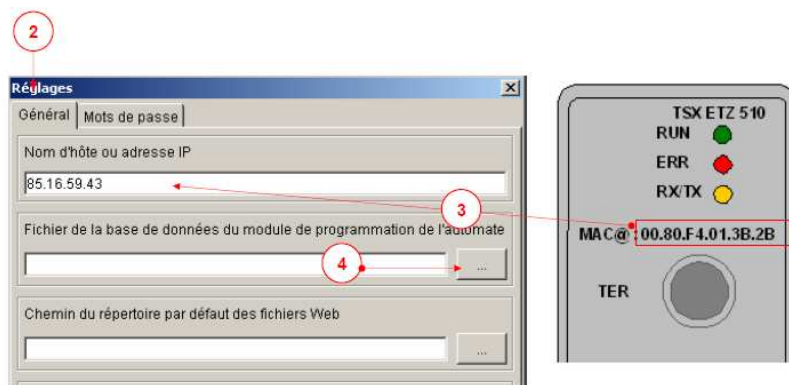 2
Réglages
Général
Mots de passe
Nom d'hôte ou adresse IP
85.16.59.43
3
Fichier de la base de données du module de programmation de l'automate
4
...
Chemin du répertoire par défaut des fichiers Web
...
TSX ETZ 510
RUN
ERR
RX/TX
MAC@ : 00.80.F4.01.3B.2B
TER